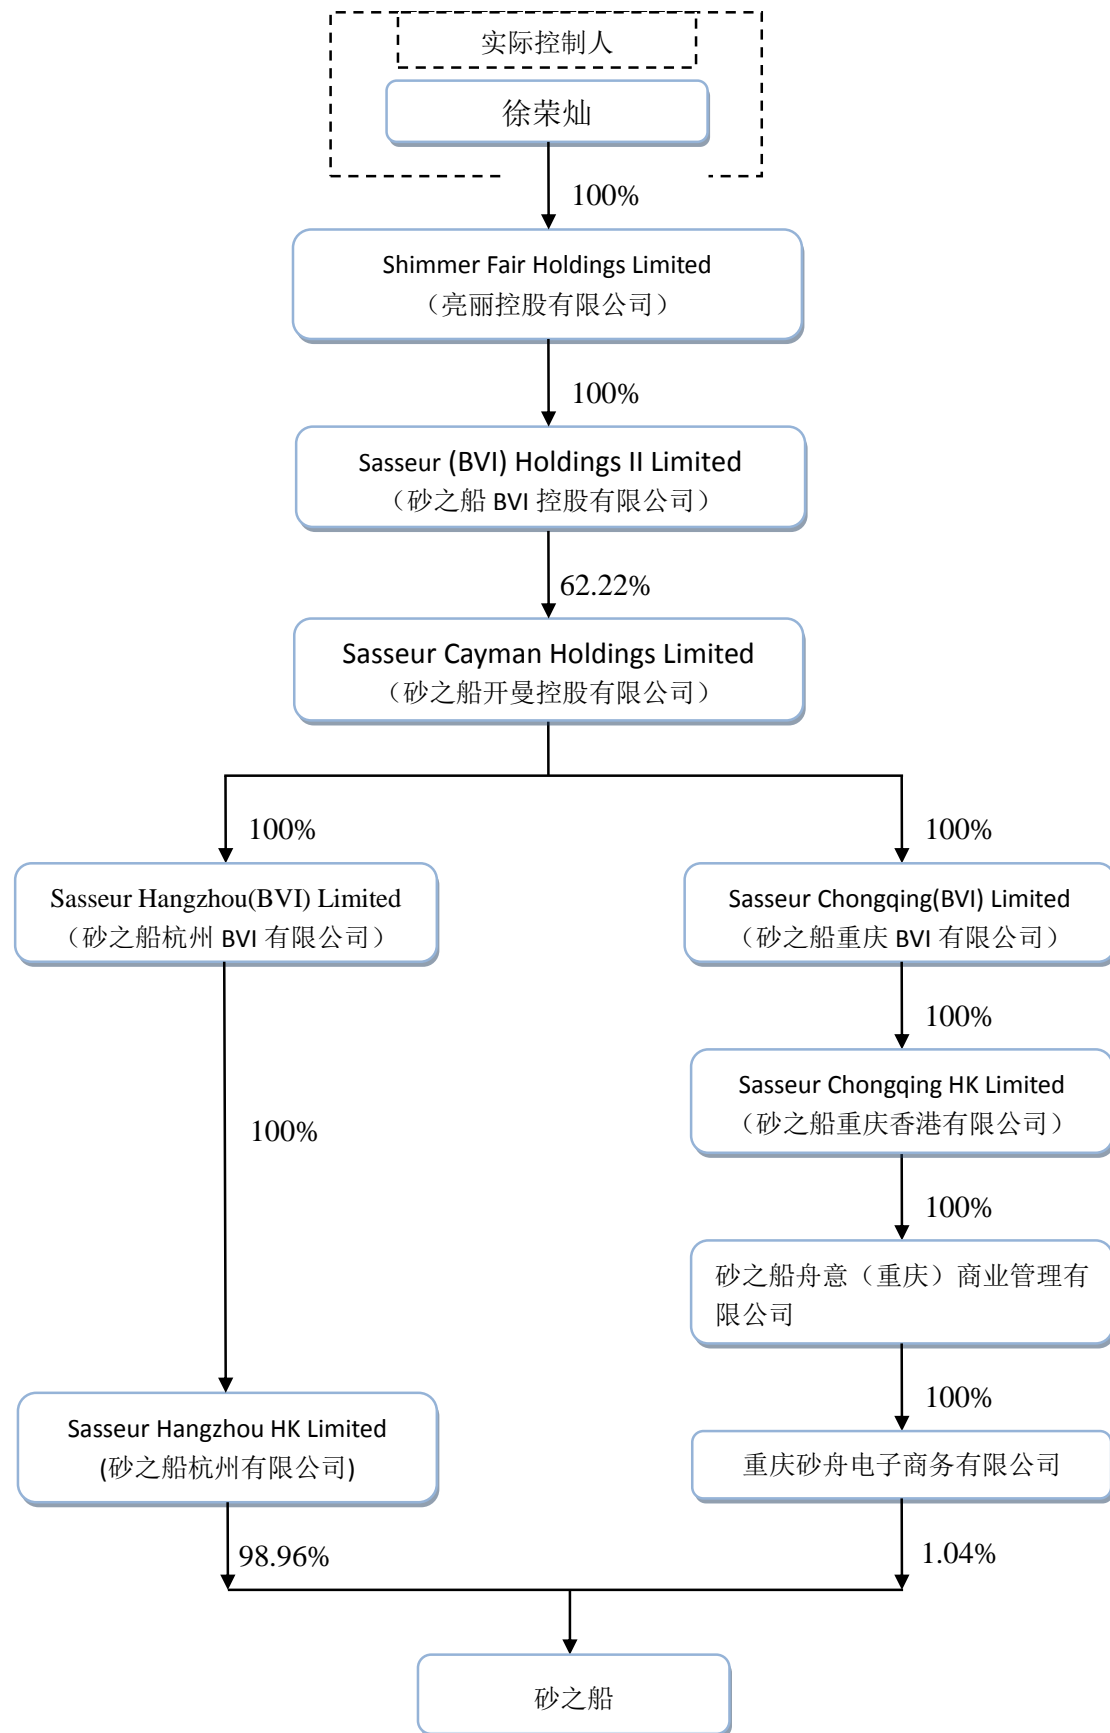 实际控制人
徐荣灿
100%
Shimmer Fair Holdings Limited
（亮丽控股有限公司）
100%
Sasseur (BVI) Holdings II Limited
（砂之船 BVI 控股有限公司）
62.22%
Sasseur Cayman Holdings Limited
（砂之船开曼控股有限公司）
100%
100%
Sasseur Hangzhou(BVI) Limited
（砂之船杭州 BVI 有限公司）
Sasseur Chongqing(BVI) Limited
（砂之船重庆 BVI 有限公司）
100%
Sasseur Chongqing HK Limited
（砂之船重庆香港有限公司）
100%
100%
砂之船舟意（重庆）商业管理有
限公司
100%
Sasseur Hangzhou HK Limited
(砂之船杭州有限公司)
重庆砂舟电子商务有限公司
98.96%
1.04%
砂之船